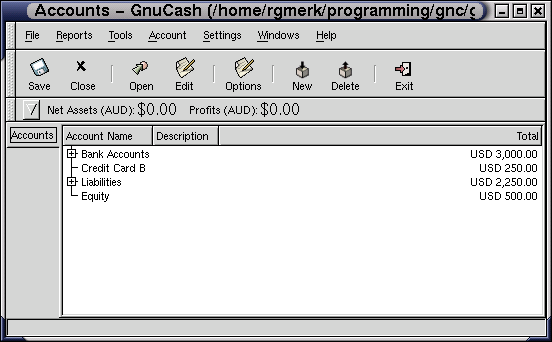 Accounts – GnuCash (/home/rgmerk/programming/gnc/g
File Reports Tools Account Settings Windows Help
Save Close Open Edit Options New Delete Exit
Net Assets (AUD): $0.00 Profits (AUD): $0.00
Accounts
Account Name Description Total
Bank Accounts USD 3,000.00
Credit Card B USD 250.00
Liabilities USD 2,250.00
Equity USD 500.00